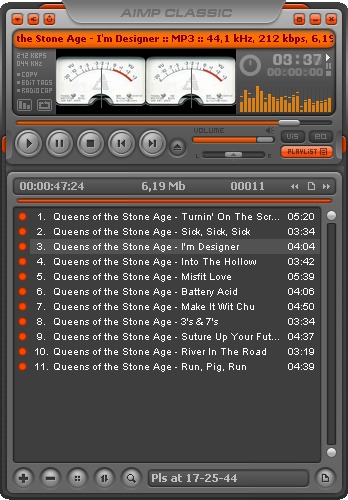 AIMP CLASSIC
the Stone Age - I'm Designer :: MP3 :: 44,1 kHz, 212 kbps, 6,19
212 KBPS
044 KHZ
COPY
EDIT TAGS
RADIO CAP
03:37
00:00:00
VOLUME
VIS
EQ
L
R
PLAYLIST
00:00:47:24
6,19 Mb
00011
1. Queens of the Stone Age - Turnin' On The Scr... 05:20
2. Queens of the Stone Age - Sick, Sick, Sick 03:34
3. Queens of the Stone Age - I'm Designer 04:04
4. Queens of the Stone Age - Into The Hollow 03:42
5. Queens of the Stone Age - Misfit Love 05:39
6. Queens of the Stone Age - Battery Acid 04:06
7. Queens of the Stone Age - Make It Wit Chu 04:50
8. Queens of the Stone Age - 3's & 7's 03:34
9. Queens of the Stone Age - Suture Up Your Fut... 04:37
10. Queens of the Stone Age - River In The Road 03:19
11. Queens of the Stone Age - Run, Pig, Run 04:39
Pls at 17-25-44